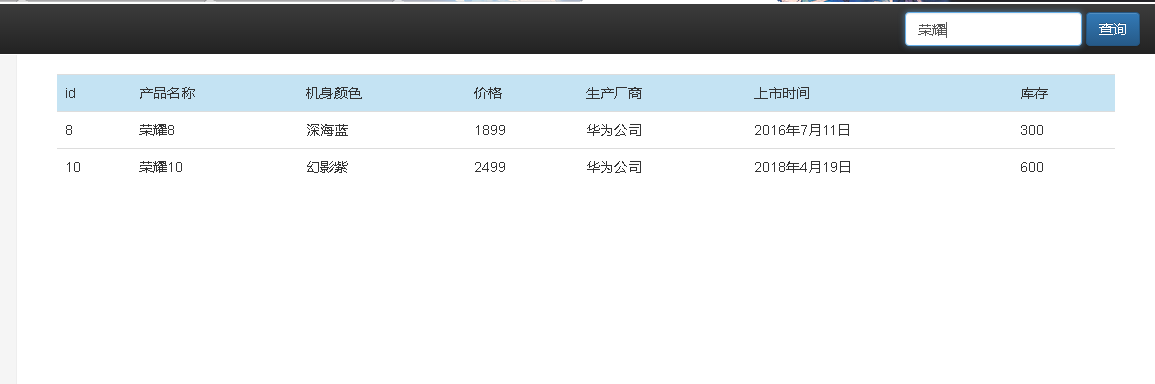 荣耀 查询
id 产品名称 机身颜色 价格 生产厂商 上市时间 库存
8 荣耀8 深海蓝 1899 华为公司 2016年7月11日 300
10 荣耀10 幻影紫 2499 华为公司 2018年4月19日 600